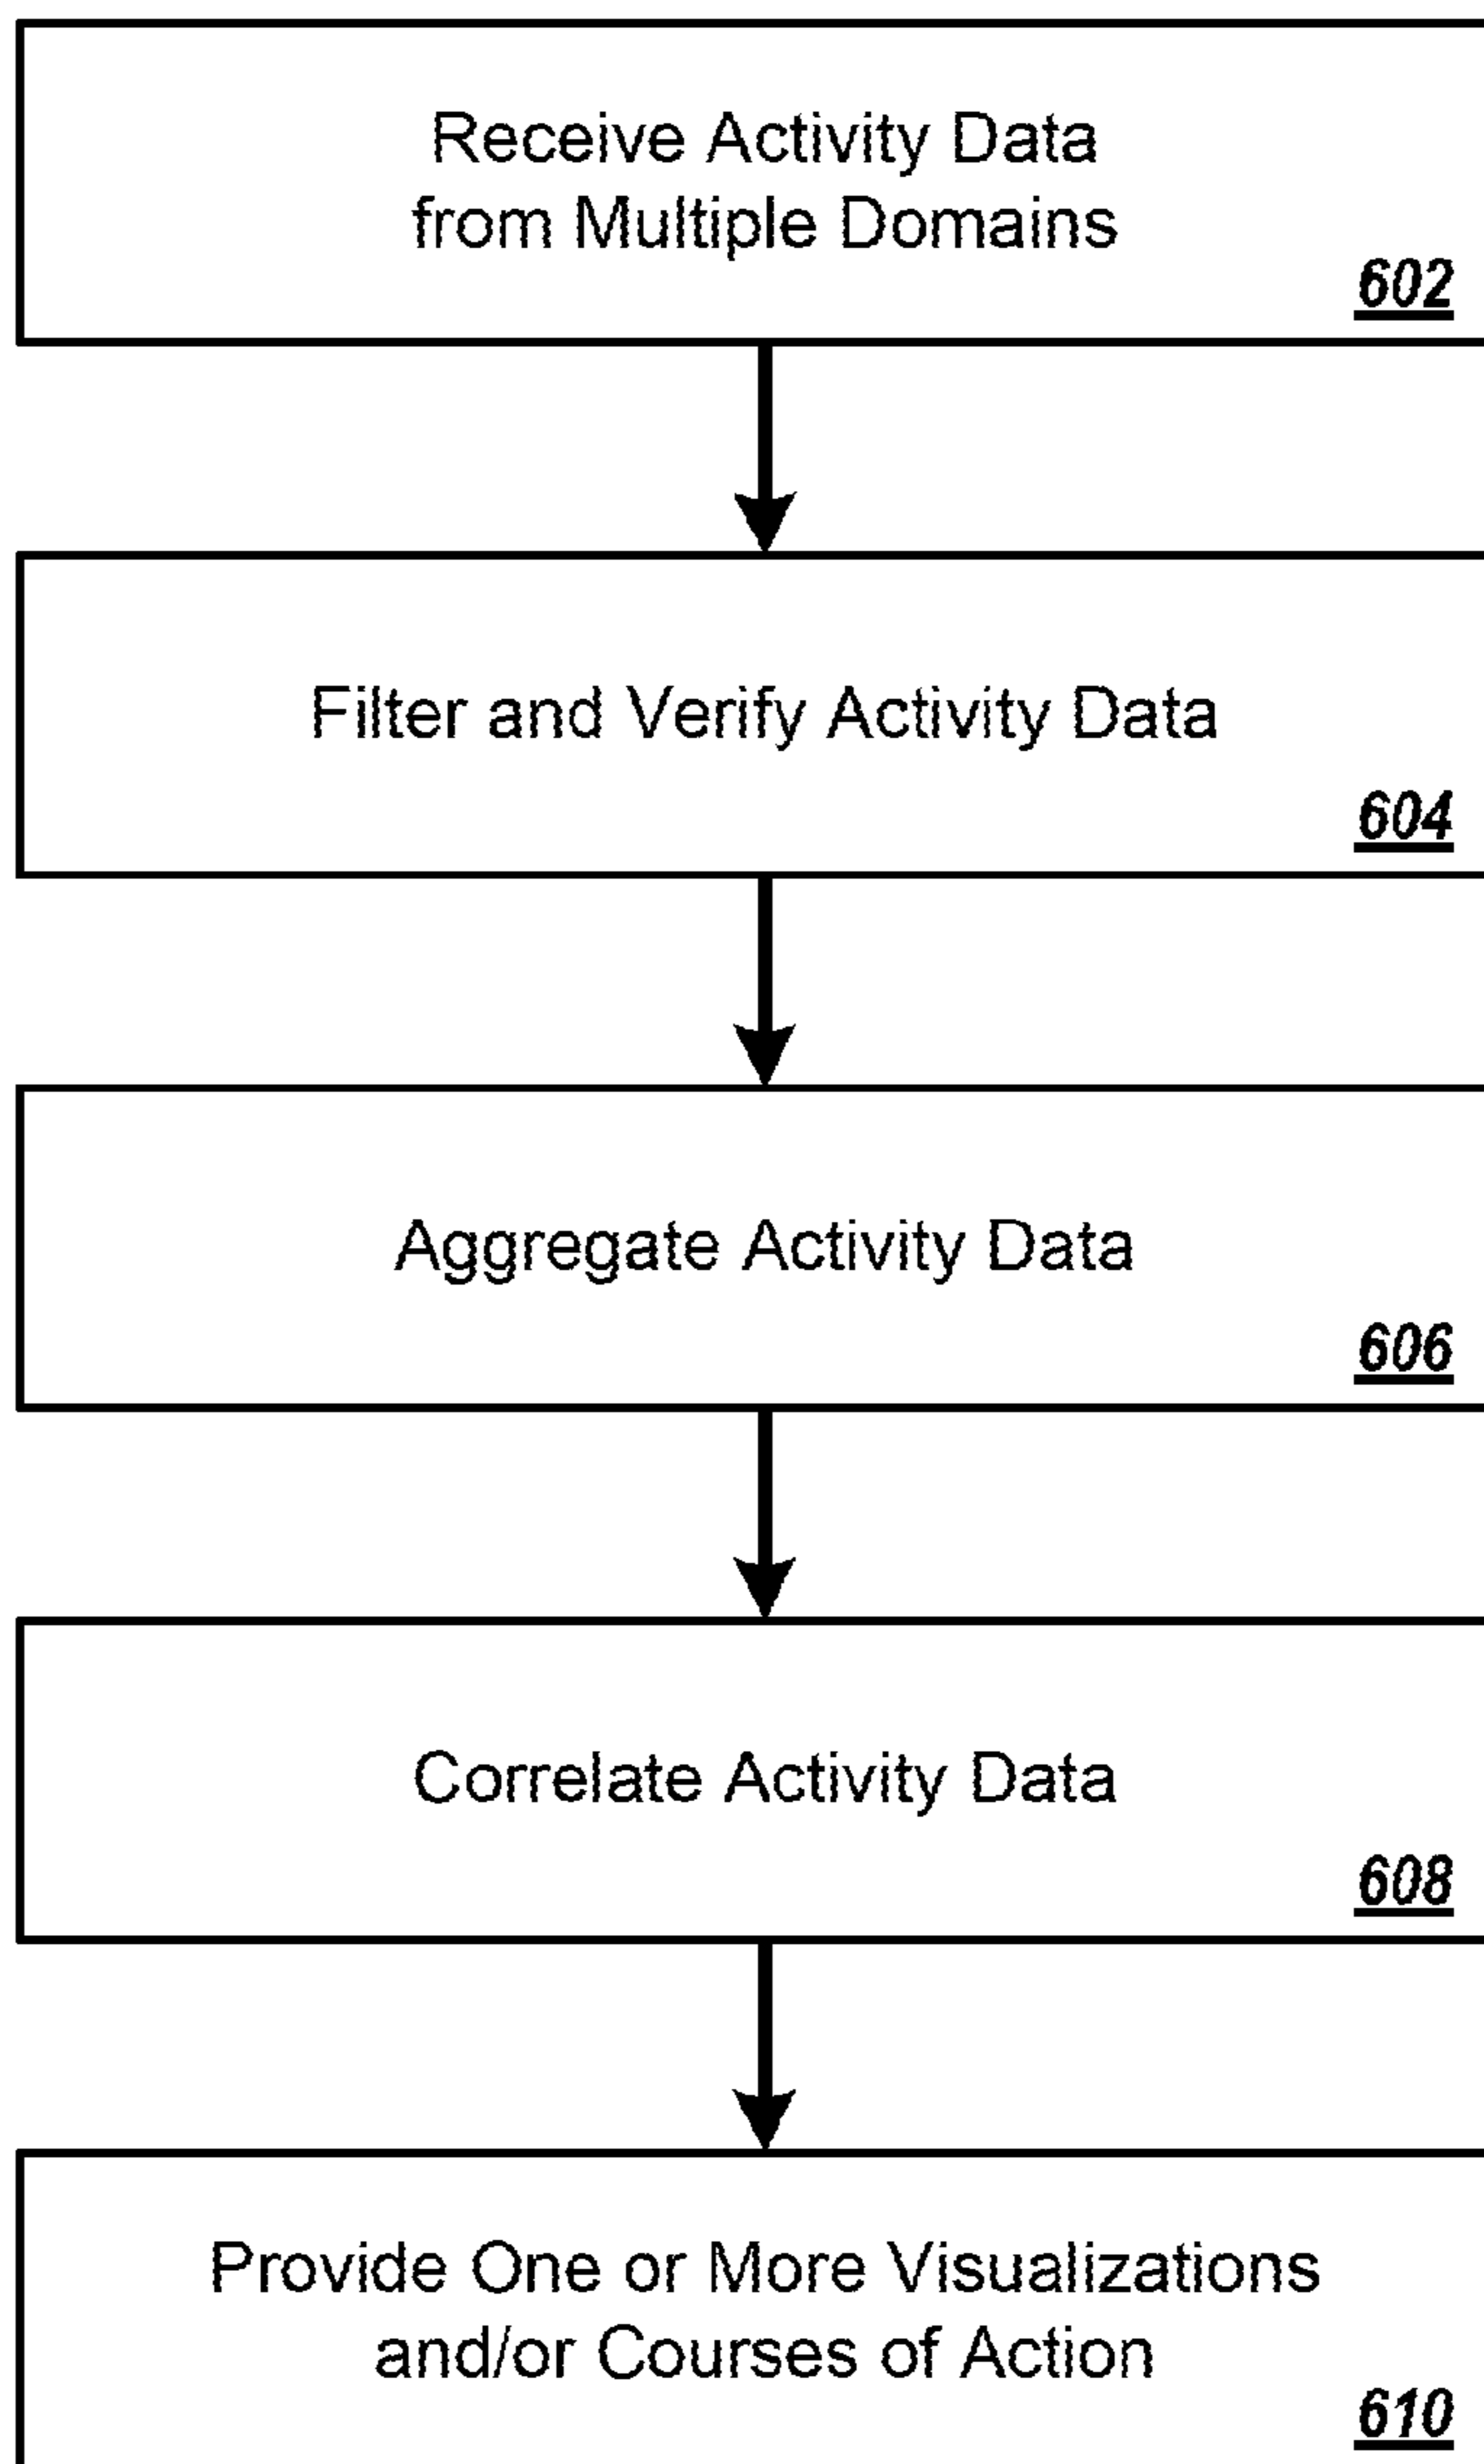 Receive Activity Data
from Multiple Domains
602
Filter and Verify Activity Data
604
Aggregate Activity Data
606
Correlate Activity Data
608
Provide One or More Visualizations
and/or Courses of Action
610